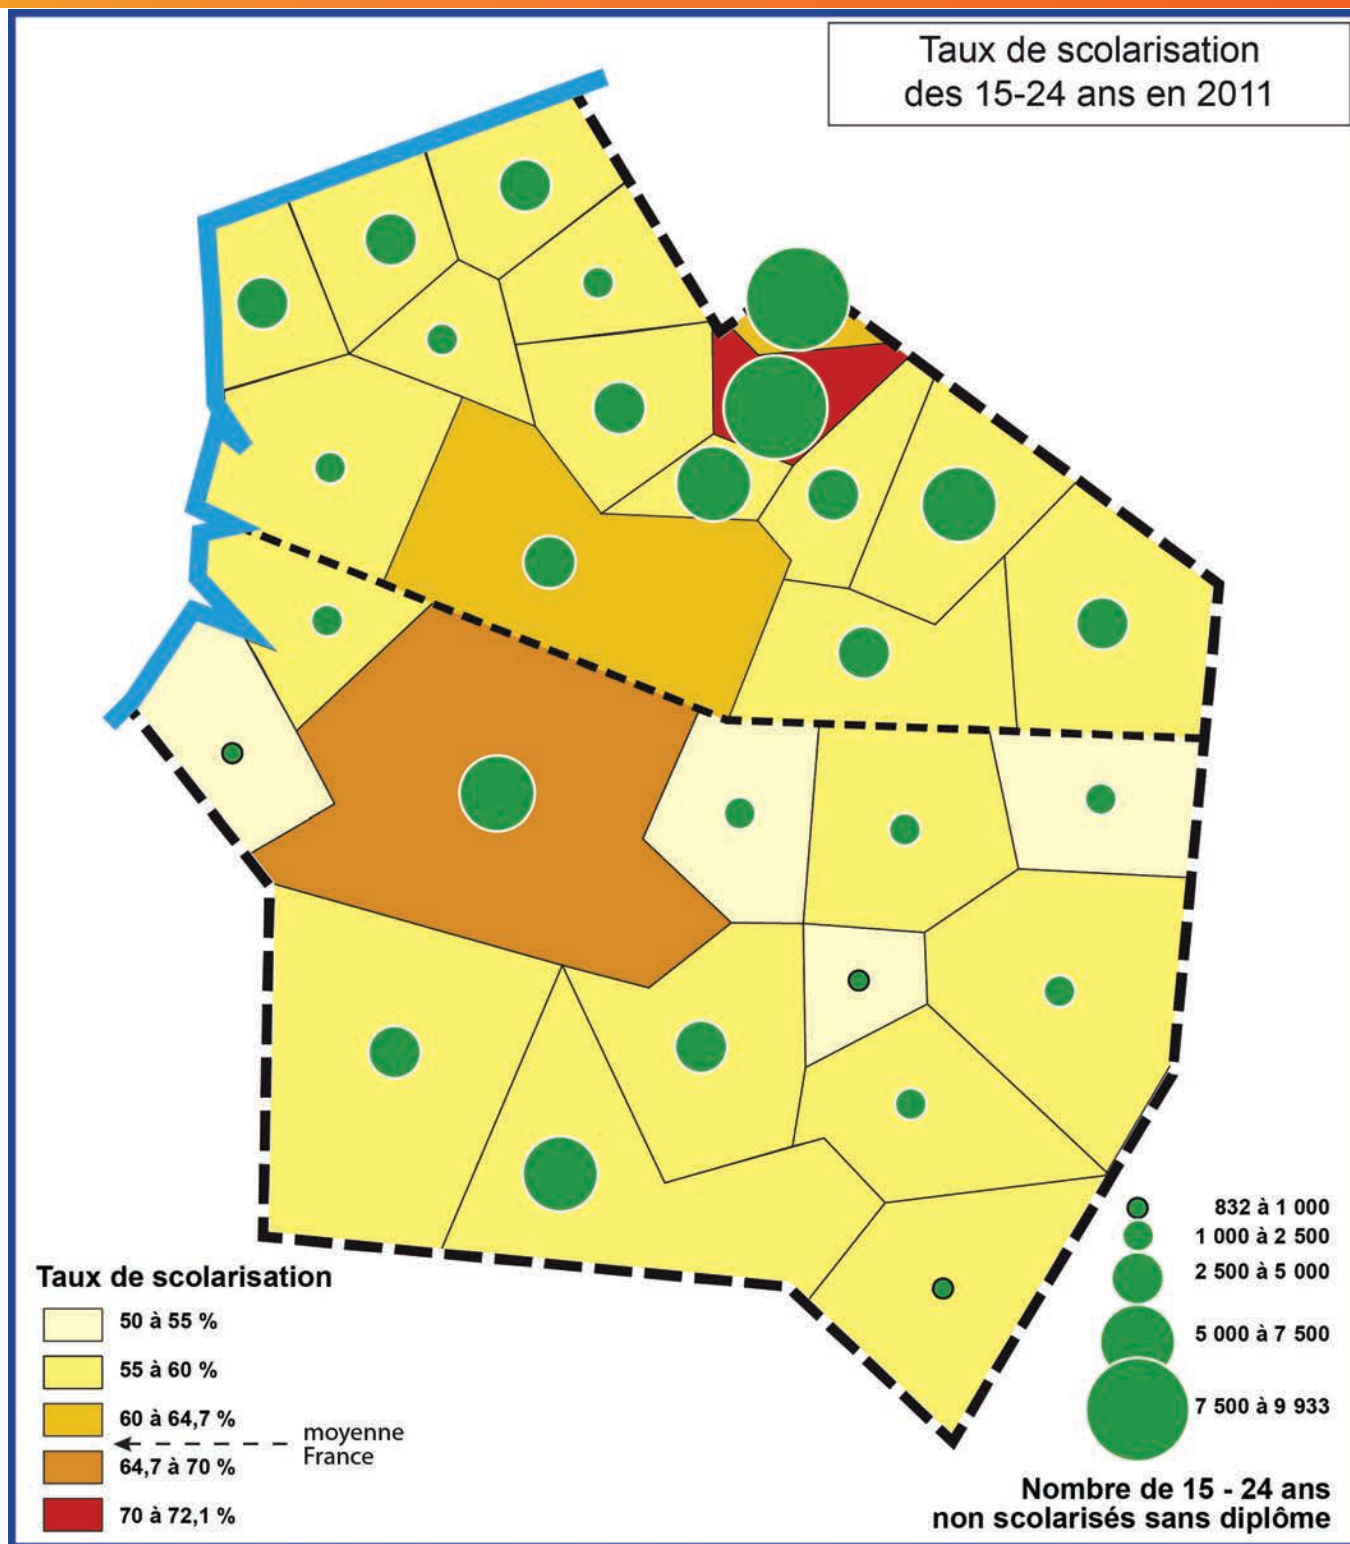 Taux de scolarisation
des 15-24 ans en 2011
Taux de scolarisation
50 à 55 %
55 à 60 %
60 à 64,7 %
64,7 à 70 %
70 à 72,1 %
moyenne
France
832 à 1 000
1 000 à 2 500
2 500 à 5 000
5 000 à 7 500
7 500 à 9 933
Nombre de 15 - 24 ans
non scolarisés sans diplôme